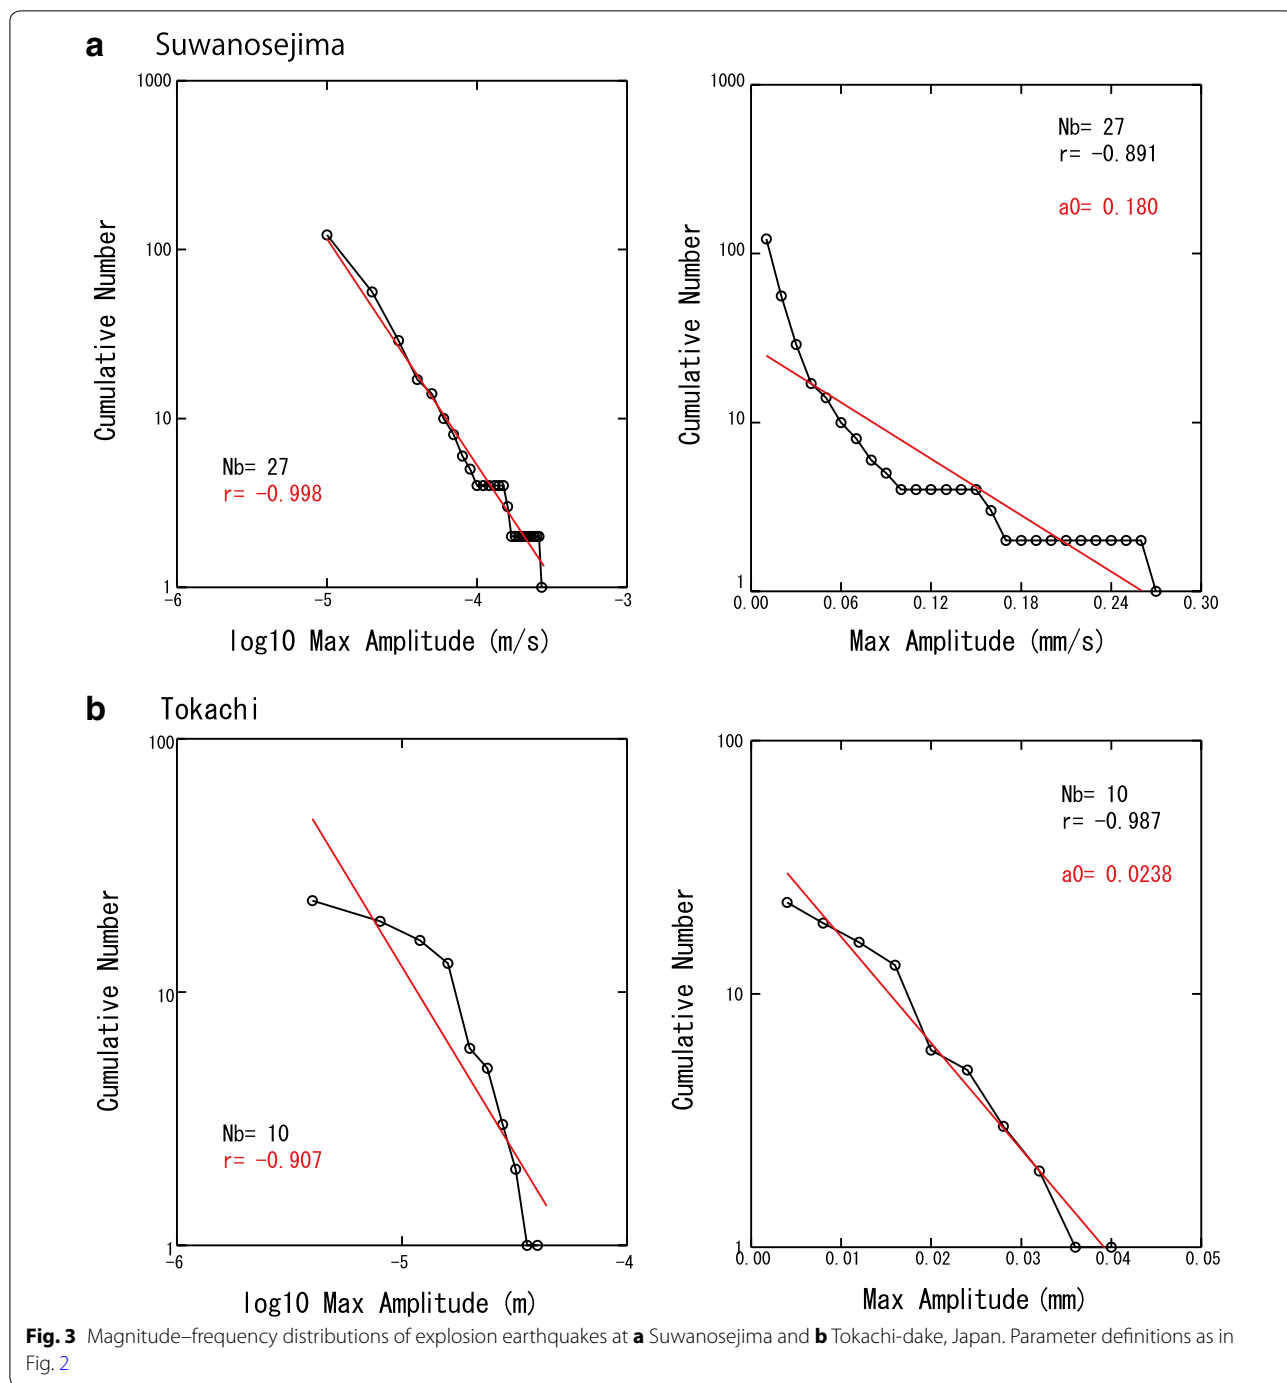 a Suwanosejima
1000
100
10
1
-6
-5
-4
-3
Cumulative Number
Nb= 27
r= -0.998
log10 Max Amplitude (m/s)
1000
100
10
1
0.00
0.06
0.12
0.18
0.24
0.30
Cumulative Number
Nb= 27
r= -0.891
a0= 0.180
Max Amplitude (mm/s)
b Tokachi
100
10
1
-6
-5
-4
Cumulative Number
Nb= 10
r= -0.907
log10 Max Amplitude (m)
100
10
1
0.00
0.01
0.02
0.03
0.04
0.05
Cumulative Number
Nb= 10
r= -0.987
a0= 0.0238
Max Amplitude (mm)
Fig. 3 Magnitude–frequency distributions of explosion earthquakes at a Suwanosejima and b Tokachi-dake, Japan. Parameter definitions as in
Fig. 2